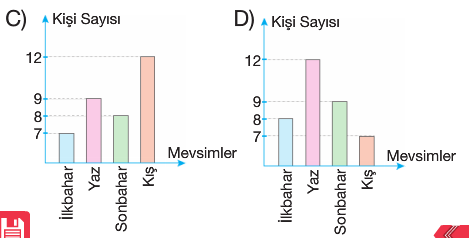 C) Kişi Sayısı
12
9
8
7
Mevsimler
İlkbahar
Yaz
Sonbahar
Kış
D) Kişi Sayısı
12
9
8
7
Mevsimler
İlkbahar
Yaz
Sonbahar
Kış